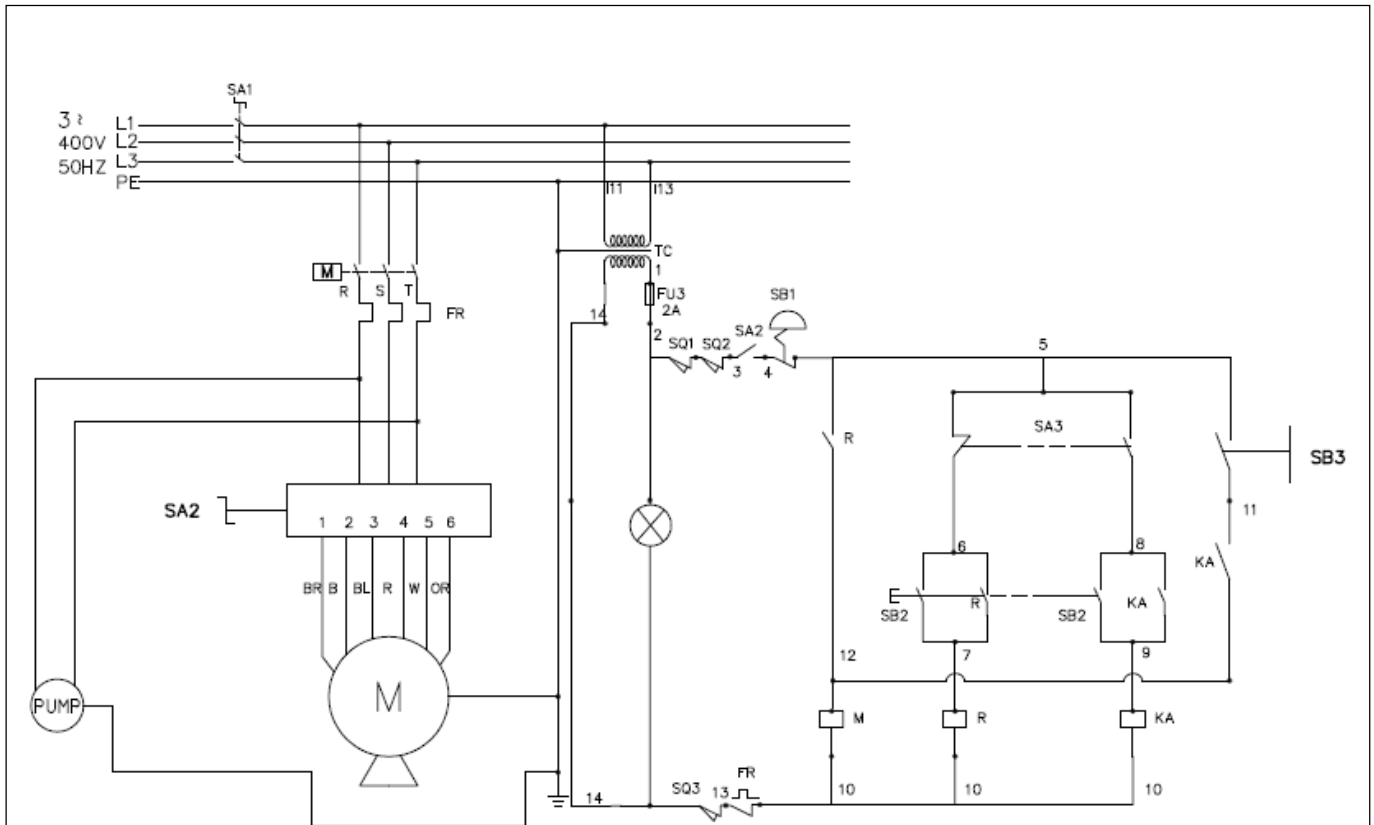 SA1
3~ L1
400V L2
50HZ L3
PE
I11 I13
TC
1
M
R S T
FR
FU3
2A
14
2
SB1
SQ1 SQ2 SA2
3 4
5
R
SA3
SB3
11
SA2
1 2 3 4 5 6
BR B BL R W OR
6
8
KA
SB2
R
SB2
KA
12
7
9
M
PUMP
M
R
KA
14
SQ3
13
FR
10
10
10